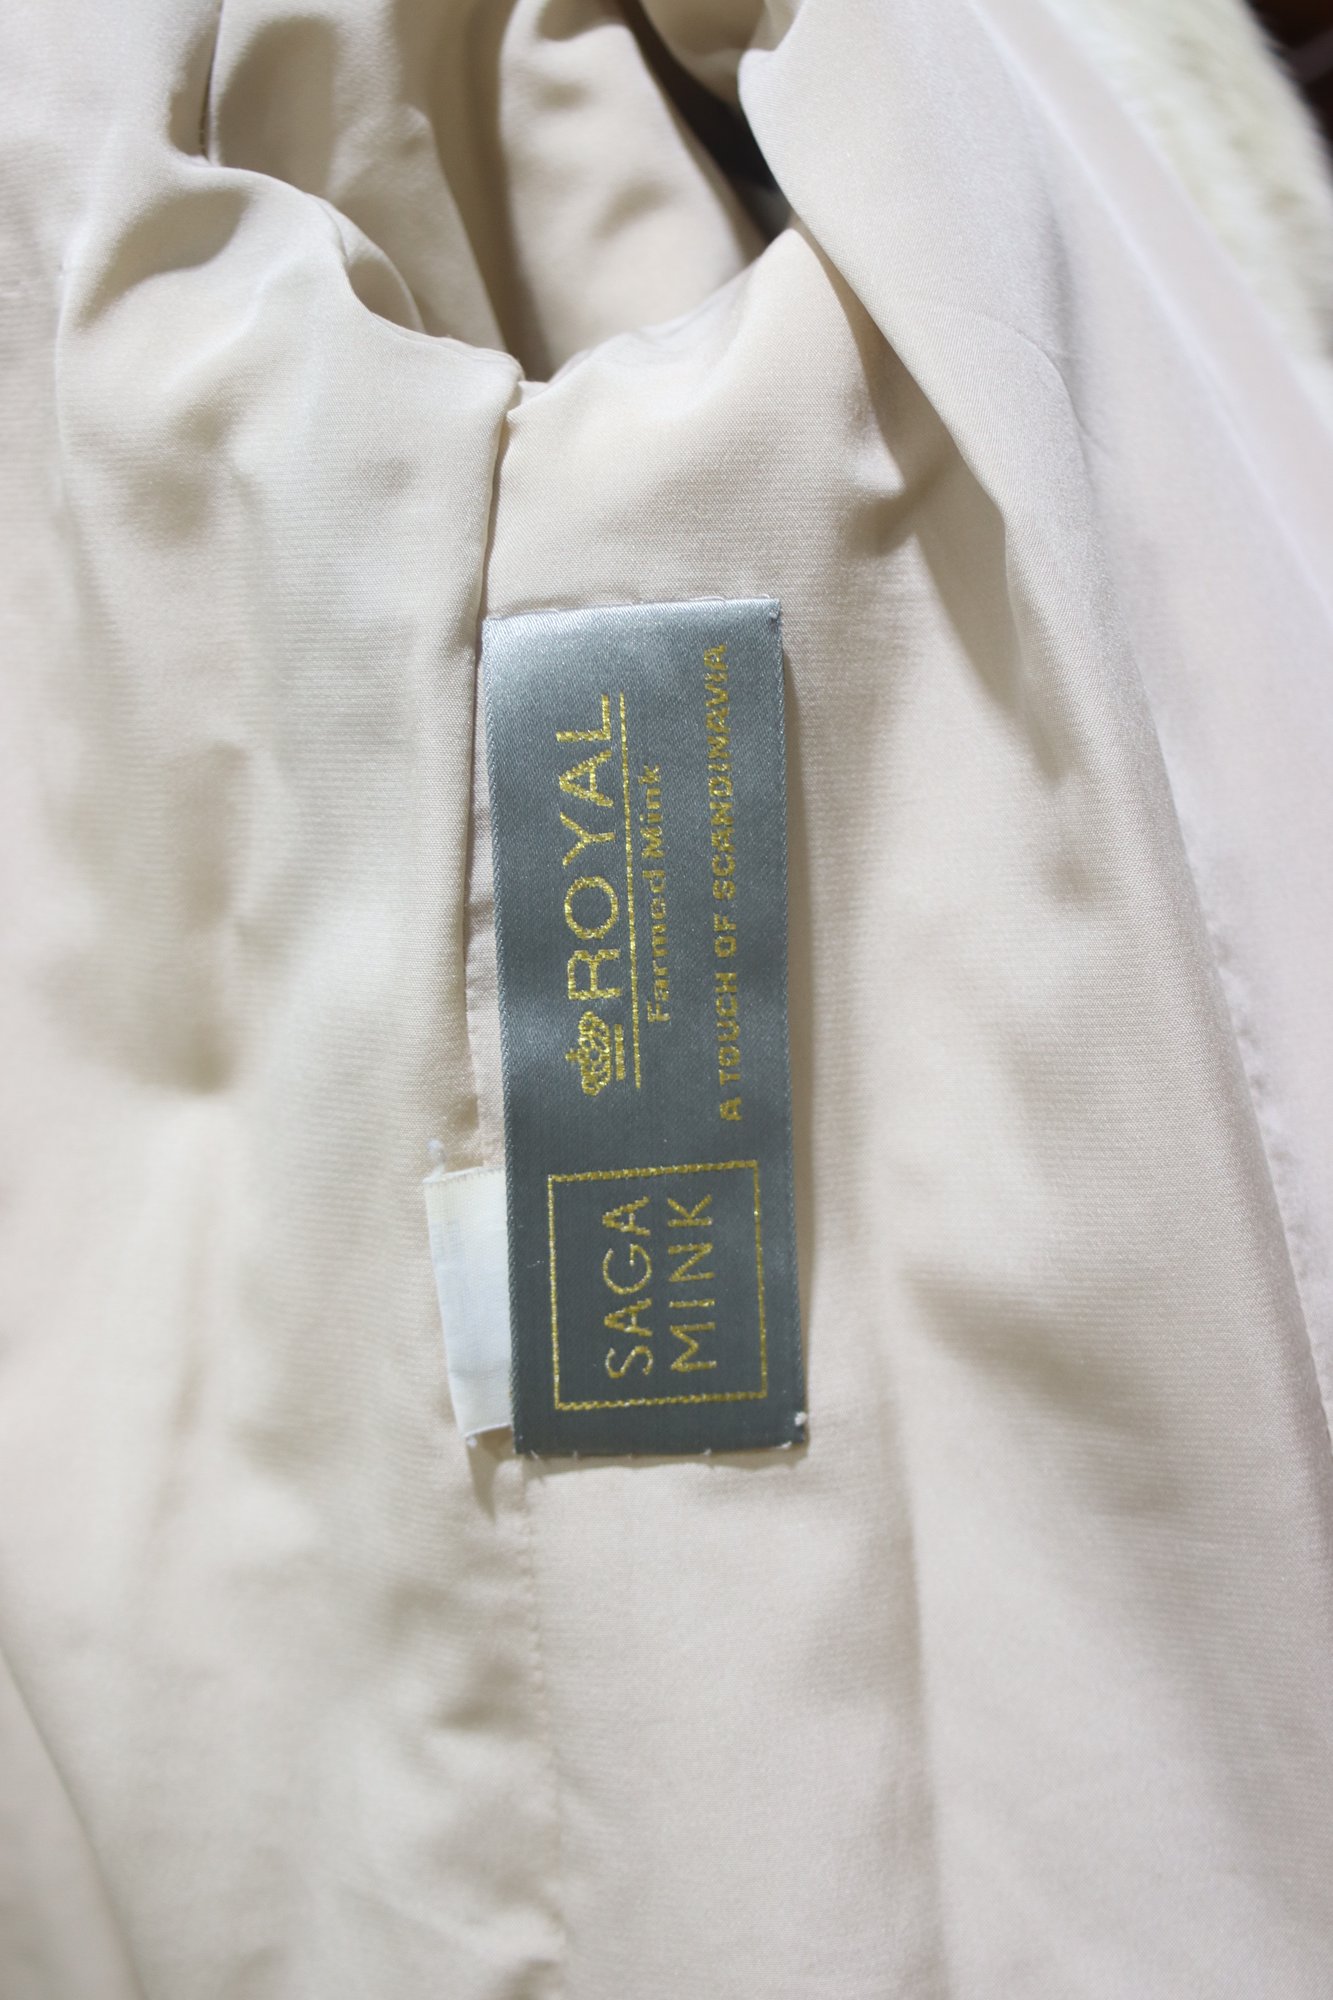 SAGA
MINK
ROYAL
Farmed Mink
A TOUCH OF SCANDINAVIA